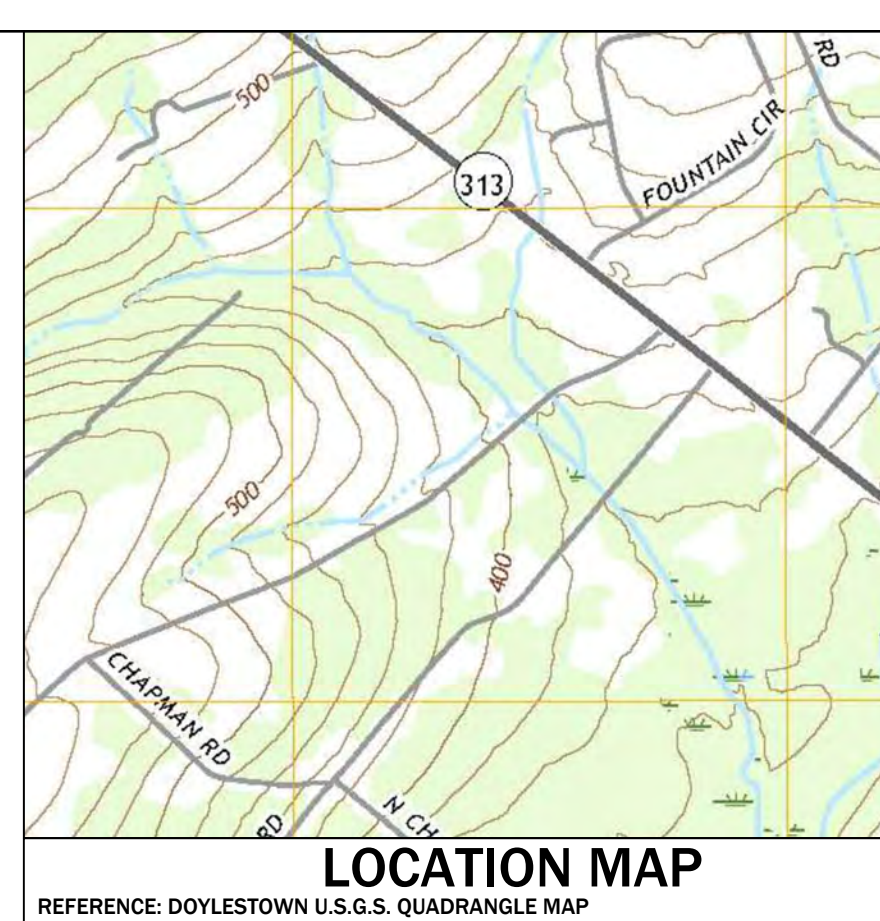 500
RD
313
FOUNTAIN CIR
500
400
CHAPMAN RD
RD
N CH
LOCATION MAP
REFERENCE: DOYLESTOWN U.S.G.S. QUADRANGLE MAP